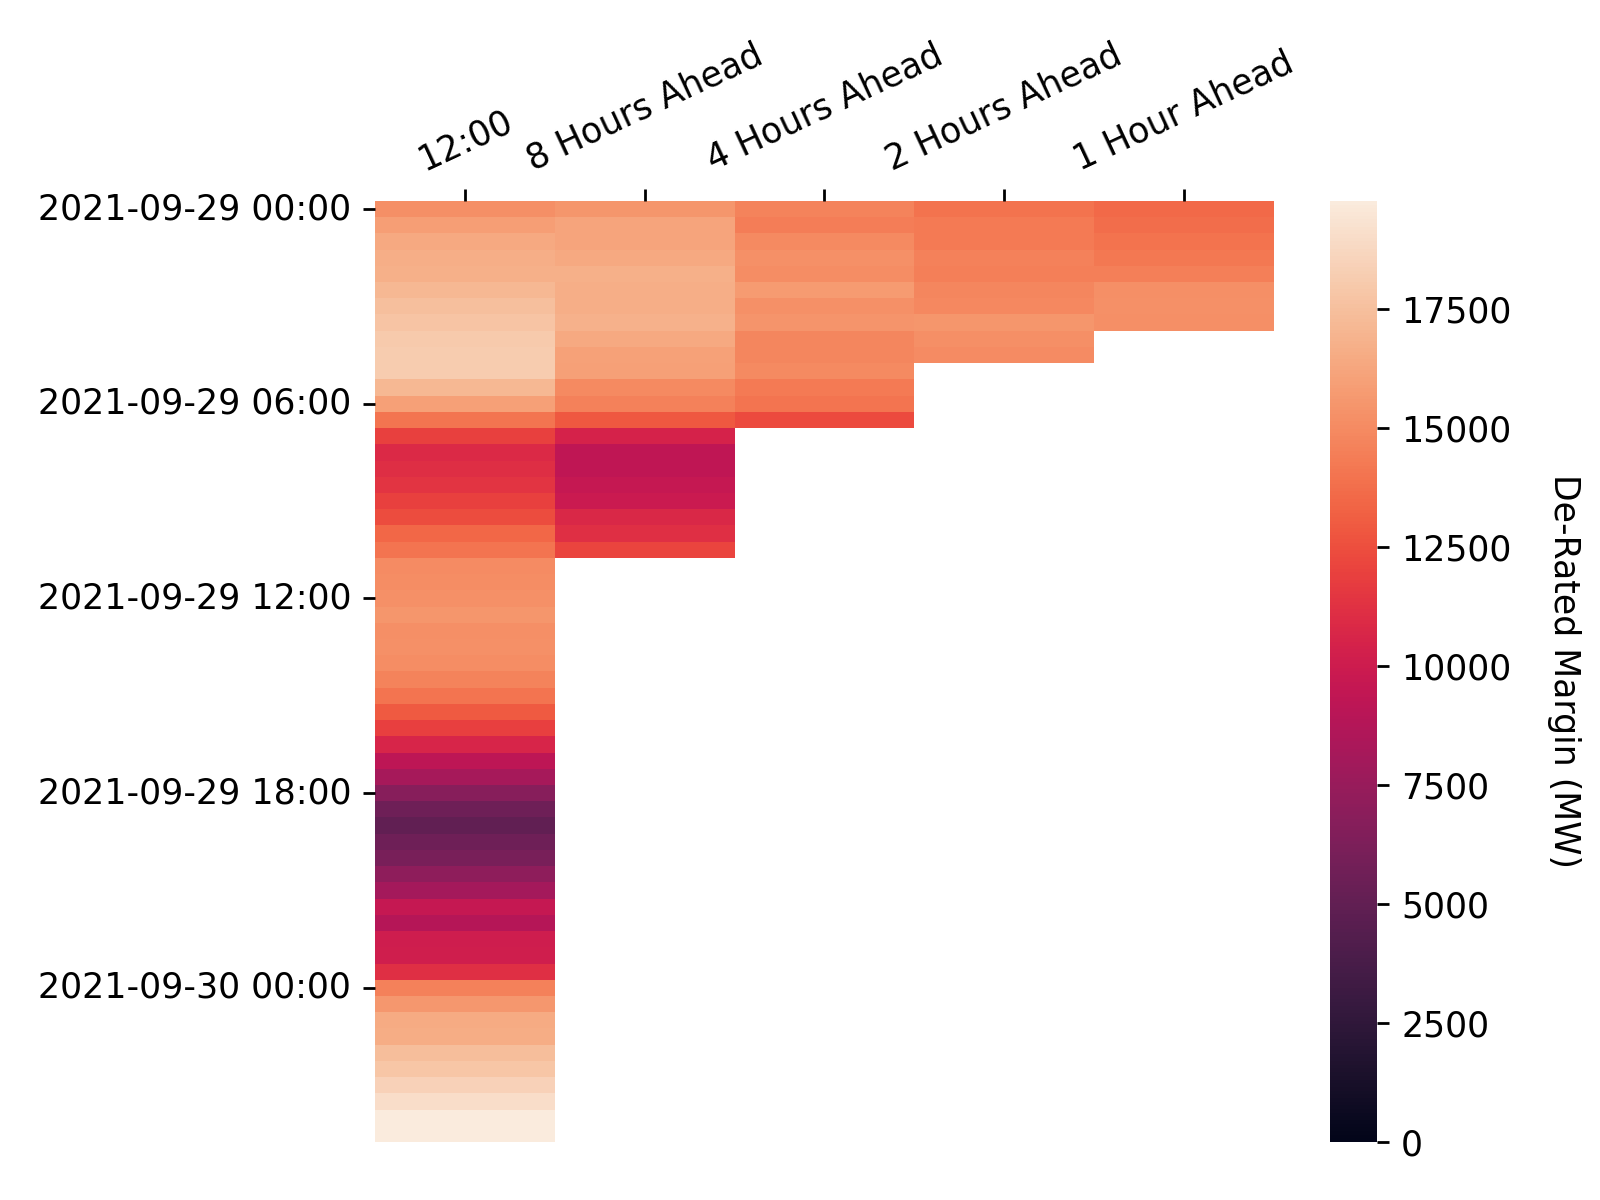 12:00
8 Hours Ahead
4 Hours Ahead
2 Hours Ahead
1 Hour Ahead
2021-09-29 00:00
2021-09-29 06:00
2021-09-29 12:00
2021-09-29 18:00
2021-09-30 00:00
17500
15000
12500
10000
7500
5000
2500
0
De-Rated Margin (MW)